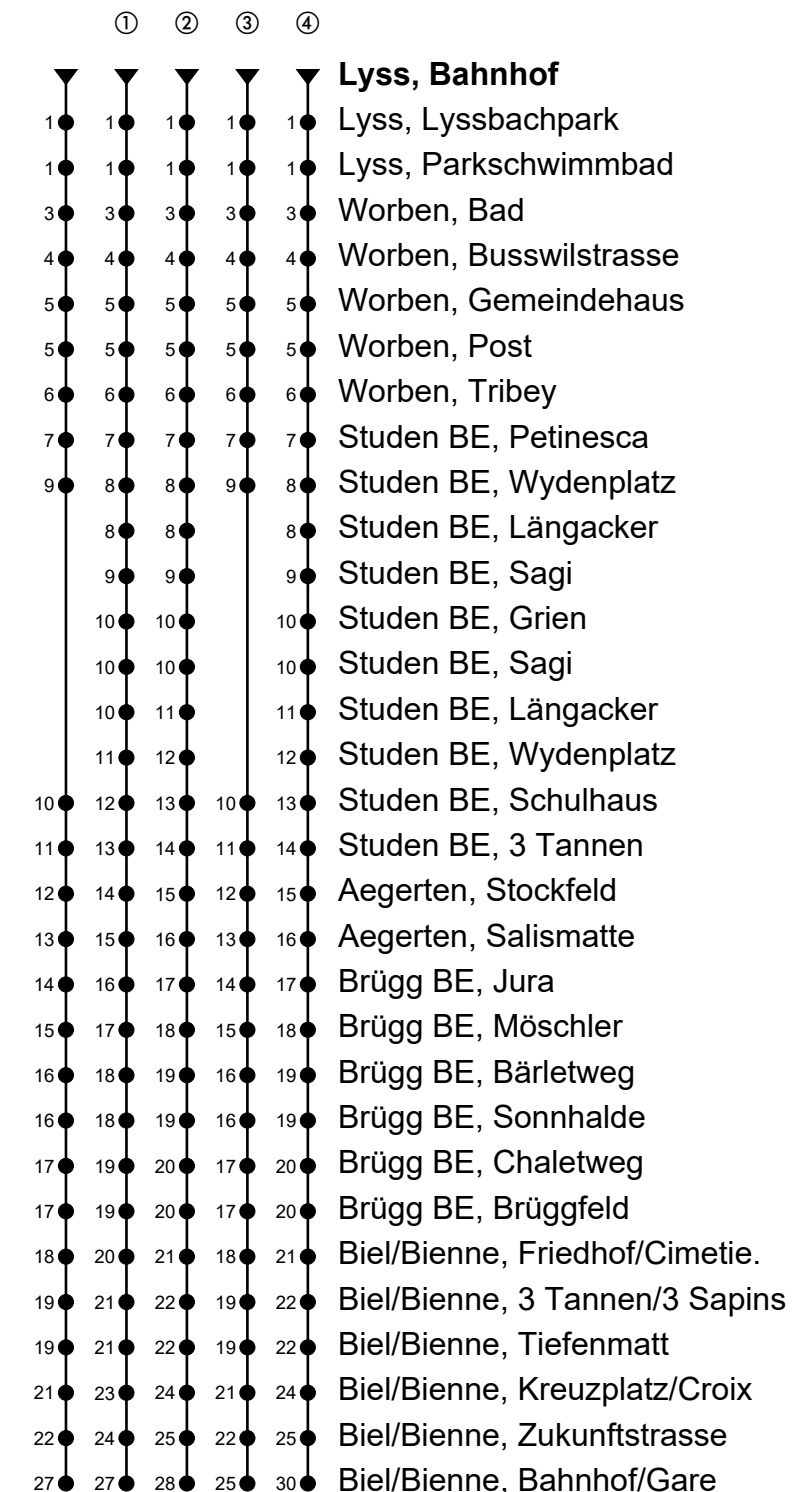 ① ② ③ ④
Lyss, Bahnhof
1 1 1 1 1 Lyss, Lyssbachpark
1 1 1 1 1 Lyss, Parkschwimmbad
3 3 3 3 3 Worben, Bad
4 4 4 4 4 Worben, Busswilstrasse
5 5 5 5 5 Worben, Gemeindehaus
5 5 5 5 5 Worben, Post
6 6 6 6 6 Worben, Tribey
7 7 7 7 7 Studen BE, Petinesca
9 8 8 9 8 Studen BE, Wydenplatz
8 8 8 Studen BE, Längacker
9 9 9 Studen BE, Sagi
10 10 10 Studen BE, Grien
10 10 10 Studen BE, Sagi
10 11 11 Studen BE, Längacker
11 12 12 Studen BE, Wydenplatz
10 12 13 10 13 Studen BE, Schulhaus
11 13 14 11 14 Studen BE, 3 Tannen
12 14 15 12 15 Aegerten, Stockfeld
13 15 16 13 16 Aegerten, Salismatte
14 16 17 14 17 Brügg BE, Jura
15 17 18 15 18 Brügg BE, Möschler
16 18 19 16 19 Brügg BE, Bärletweg
16 18 19 16 19 Brügg BE, Sonnhalde
17 19 20 17 20 Brügg BE, Chaletweg
17 19 20 17 20 Brügg BE, Brüggfeld
18 20 21 18 21 Biel/Bienne, Friedhof/Cimetie.
19 21 22 19 22 Biel/Bienne, 3 Tannen/3 Sapins
19 21 22 19 22 Biel/Bienne, Tiefenmatt
21 23 24 21 24 Biel/Bienne, Kreuzplatz/Croix
22 24 25 22 25 Biel/Bienne, Zukunftstrasse
27 27 28 25 30 Biel/Bienne, Bahnhof/Gare